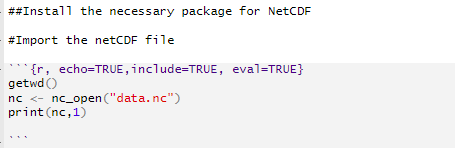 ##Install the necessary package for NetCDF
#Import the netCDF file
```{r, echo=TRUE,include=TRUE, eval=TRUE}
getwd()
nc <- nc_open("data.nc")
print(nc,1)
```